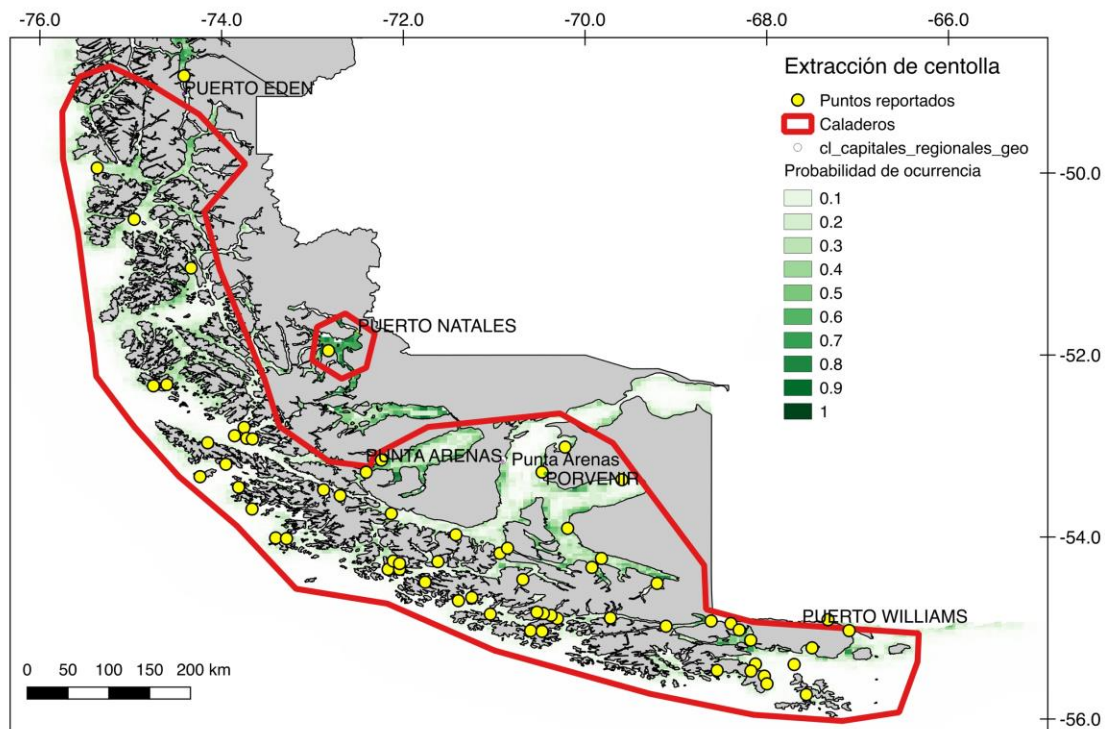 -76.0 -74.0 -72.0 -70.0 -68.0 -66.0
Extracción de centolla
Puntos reportados
Caladeros
cl_capitales_regionales_geo
Probabilidad de ocurrencia
0.1
0.2
0.3
0.4
0.5
0.6
0.7
0.8
0.9
1
PUERTO EDEN
-50.0
PUERTO NATALES
-52.0
PUNTA ARENAS
Punta Arenas
PORVENIR
-54.0
PUERTO WILLIAMS
0 50 100 150 200 km
-56.0